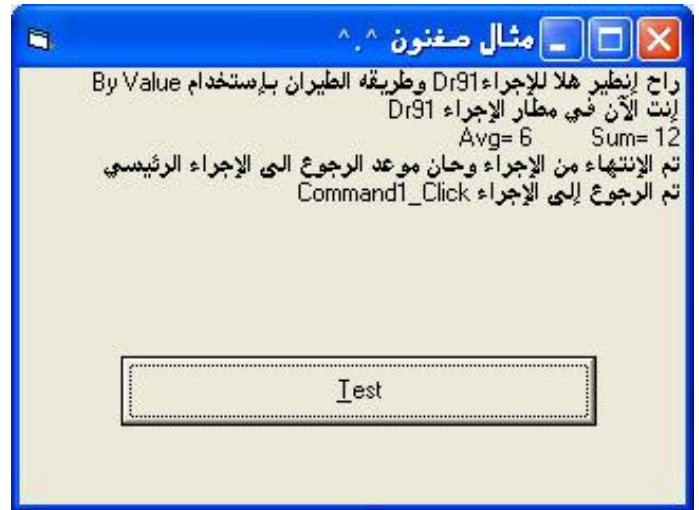 مثال صغنون ^.^
راح إنطير هلا للإجراءDr91 وطريقه الطيران بإستخدام By Value
إنت الآن في مطار الإجراء Dr91
Sum= 12 Avg= 6
تم الإنتهاء من الإجراء وحان موعد الرجوع الى الإجراء الرئيسي
تم الرجوع إلى الإجراء Command1_Click
Test